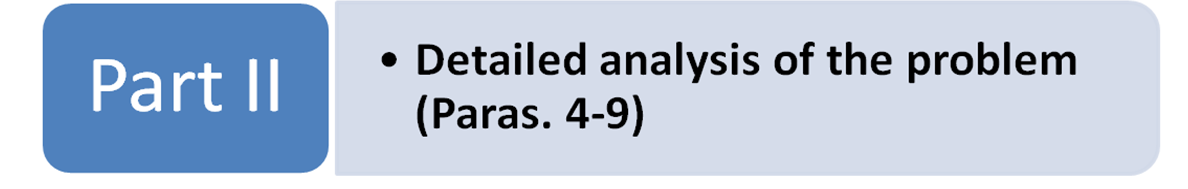 Part II
• Detailed analysis of the problem
(Paras. 4-9)